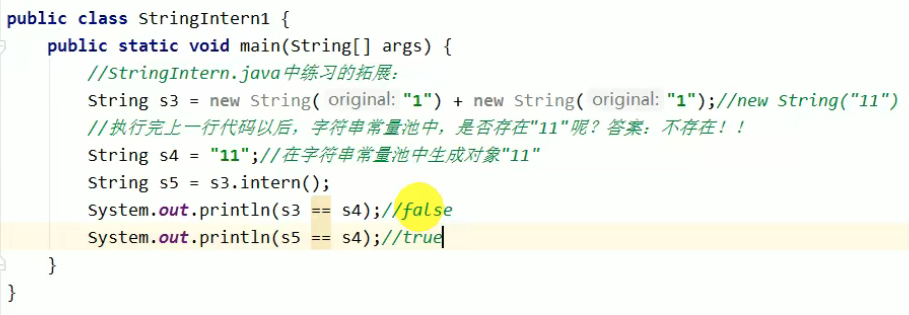 public class StringIntern1 {
public static void main(String[] args) {
//StringIntern.java中练习的拓展：
String s3 = new String( original: "1") + new String( original: "1");//new String("11")
//执行完上一行代码以后，字符串常量池中，是否存在"11"呢？答案：不存在！！
String s4 = "11";//在字符串常量池中生成对象"11"
String s5 = s3.intern();
System.out.println(s3 == s4);//false
System.out.println(s5 == s4);//true
}
}